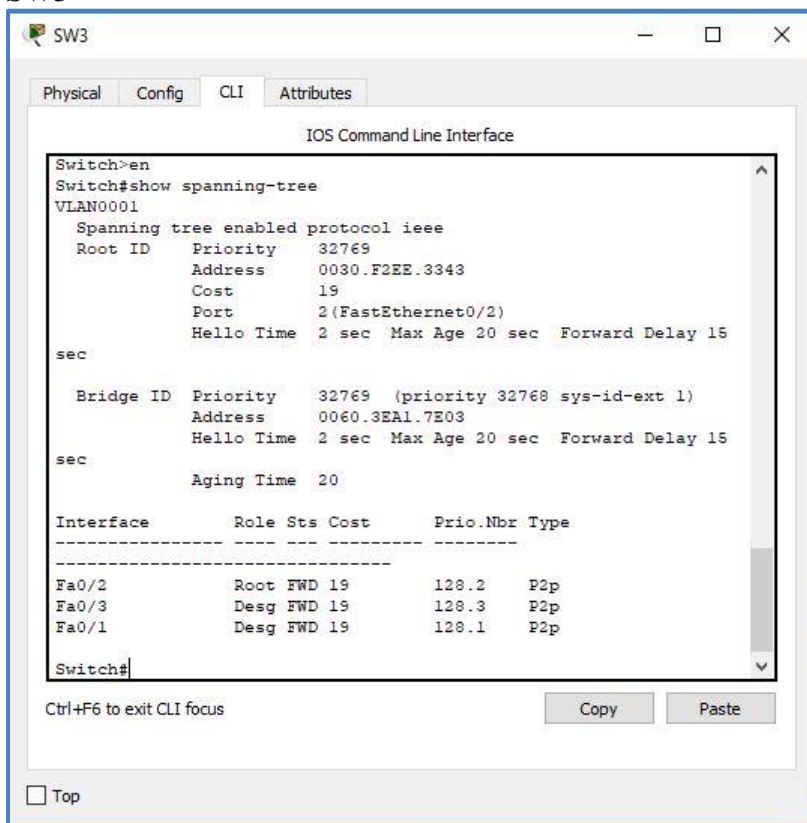 SW3
Physical Config CLI Attributes
IOS Command Line Interface
Switch>en
Switch#show spanning-tree
VLAN0001
  Spanning tree enabled protocol ieee
  Root ID    Priority    32769
             Address     0030.F2EE.3343
             Cost        19
             Port        2(FastEthernet0/2)
             Hello Time  2 sec  Max Age 20 sec  Forward Delay 15
sec
  Bridge ID  Priority    32769  (priority 32768 sys-id-ext 1)
             Address     0060.3EA1.7E03
             Hello Time  2 sec  Max Age 20 sec  Forward Delay 15
sec
             Aging Time  20
Interface        Role Sts Cost      Prio.Nbr Type
---------------- ---- --- --------- --------
--------------------------------
Fa0/2            Root FWD 19        128.2    P2p
Fa0/3            Desg FWD 19        128.3    P2p
Fa0/1            Desg FWD 19        128.1    P2p
Switch#
Ctrl+F6 to exit CLI focus
Copy Paste
Top